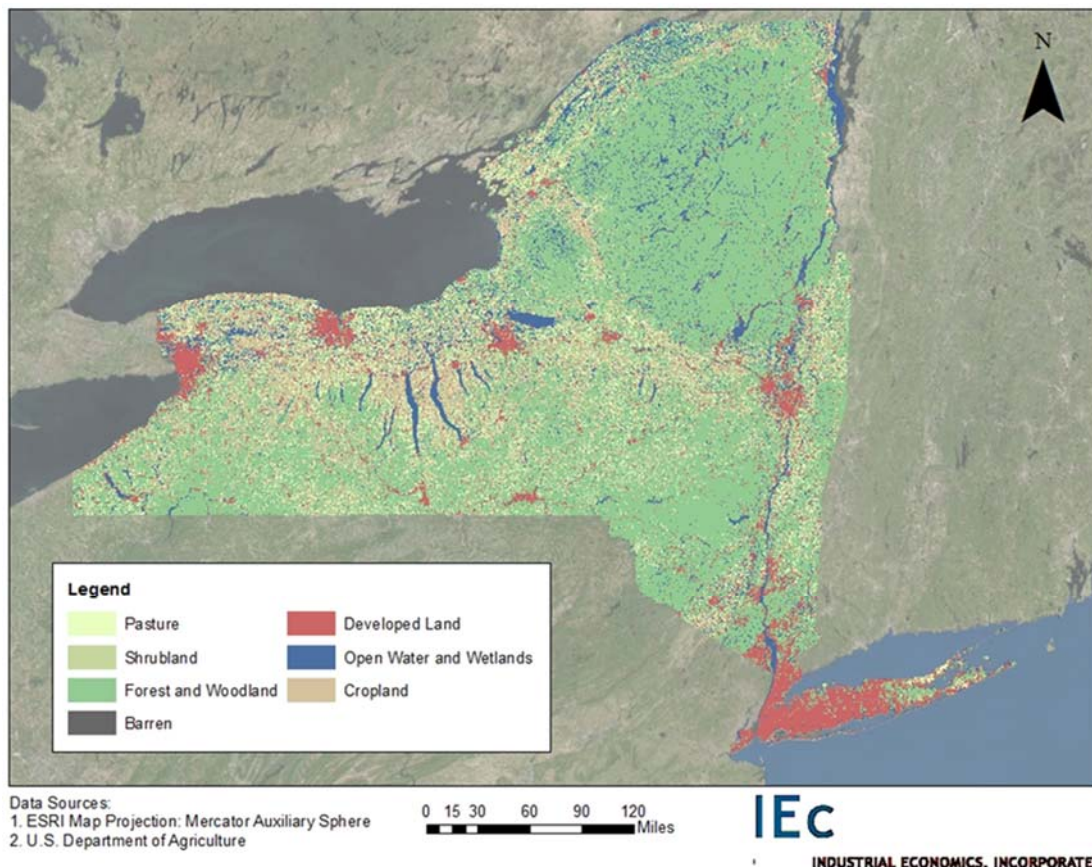 N
Legend
Pasture
Developed Land
Shrubland
Open Water and Wetlands
Forest and Woodland
Cropland
Barren
Data Sources:
1. ESRI Map Projection: Mercator Auxiliary Sphere
2. U.S. Department of Agriculture
0 15 30 60 90 120
Miles
IEc
INDUSTRIAL ECONOMICS, INCORPORATE